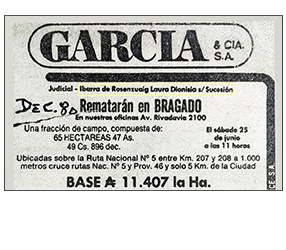 GARCIA & CIA. S.A.
Judicial - Ibarra de Rosenzuaig Laura Dionisia s/Sucesión
DEC. 80 Rematarán en BRAGADO
En nuestras oficinas Av. Rivadavia 2100
Una fracción de campo, compuesta de:
65 HECTAREAS 47 As.
49 Cs. 896 dec.
El sábado 25
de junio
a las 11 horas
Ubicadas sobre la Ruta Nacional Nº 5 entre Km. 207 y 208 a 1.000
metros cruce rutas Nac. Nº 5 y Prov. 46 y solo 5 Km. de la Ciudad
BASE ₳ 11.407 la Ha.
CE S.A.